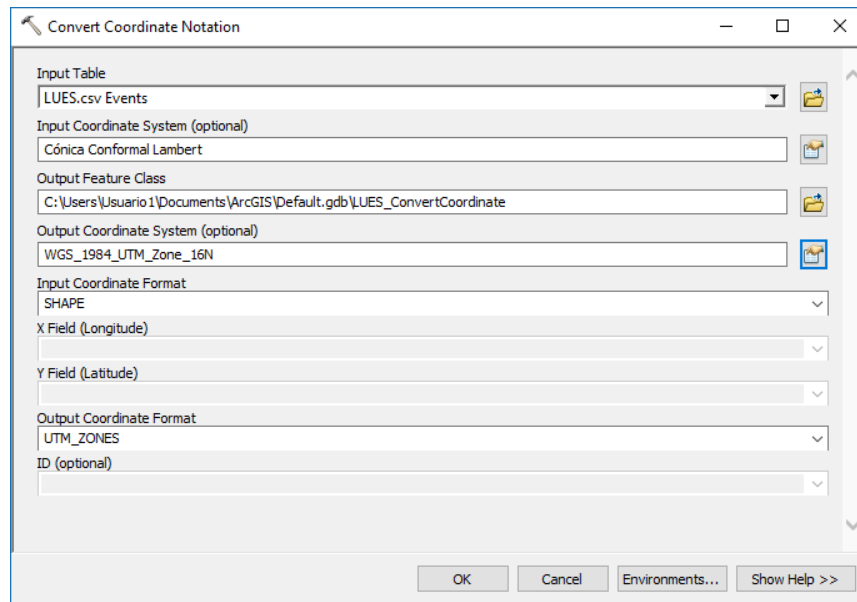 Convert Coordinate Notation
Input Table
LUES.csv Events
Input Coordinate System (optional)
Cónica Conformal Lambert
Output Feature Class
C:\Users\Usuario1\Documents\ArcGIS\Default.gdb\LUES_ConvertCoordinate
Output Coordinate System (optional)
WGS_1984_UTM_Zone_16N
Input Coordinate Format
SHAPE
X Field (Longitude)
Y Field (Latitude)
Output Coordinate Format
UTM_ZONES
ID (optional)
OK Cancel Environments... Show Help >>